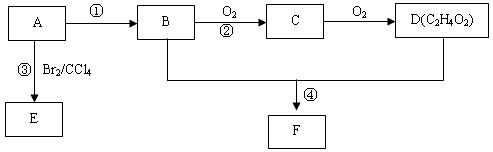 A ① B O₂ ② C O₂ D(C₂H₄O₂)
③ Br₂/CCl₄
④
E
F